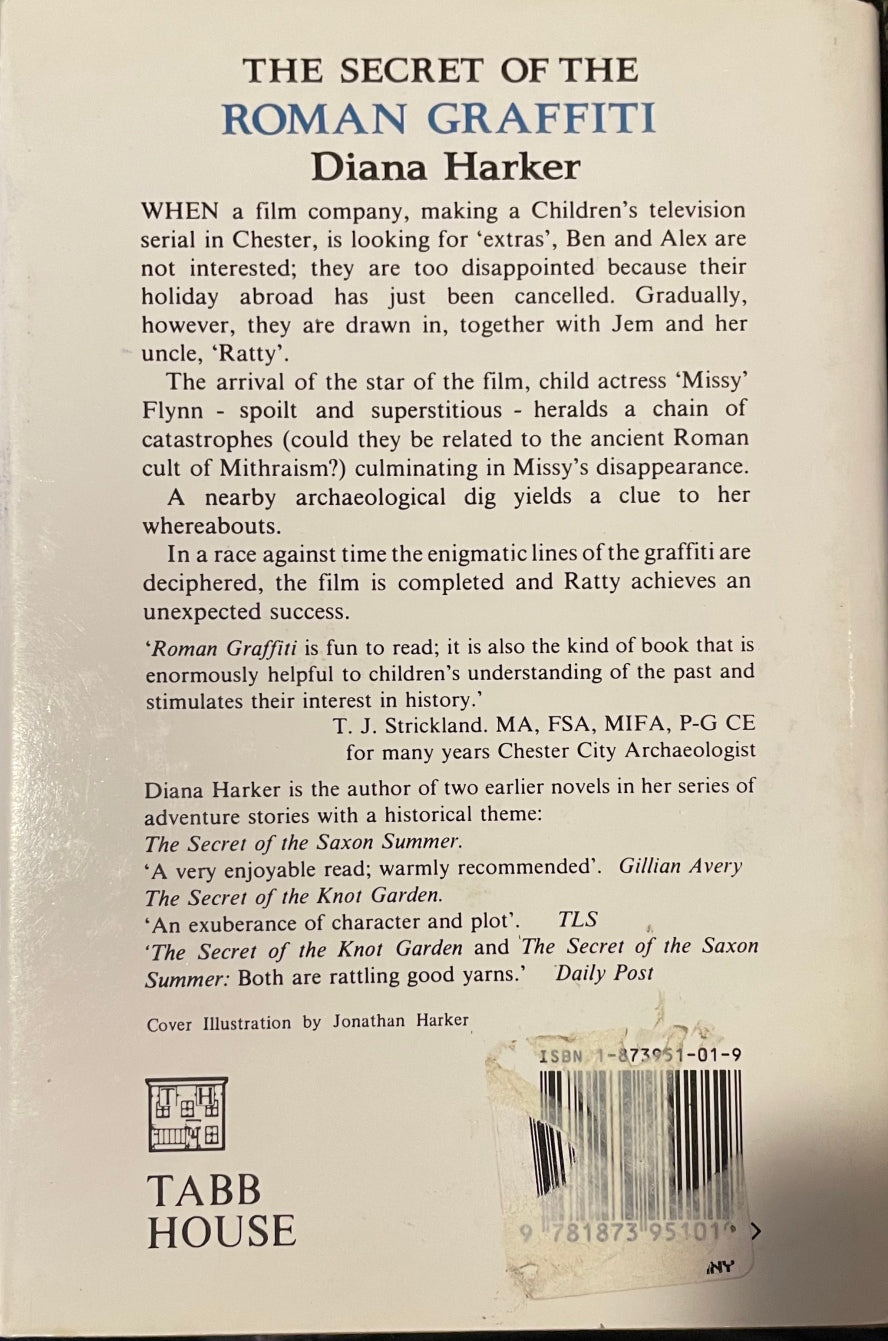 THE SECRET OF THE
ROMAN GRAFFITI
Diana Harker
WHEN a film company, making a Children's television
serial in Chester, is looking for 'extras', Ben and Alex are
not interested; they are too disappointed because their
holiday abroad has just been cancelled. Gradually,
however, they are drawn in, together with Jem and her
uncle, 'Ratty'.
The arrival of the star of the film, child actress 'Missy'
Flynn - spoilt and superstitious - heralds a chain of
catastrophes (could they be related to the ancient Roman
cult of Mithraism?) culminating in Missy's disappearance.
A nearby archaeological dig yields a clue to her
whereabouts.
In a race against time the enigmatic lines of the graffiti are
deciphered, the film is completed and Ratty achieves an
unexpected success.
'Roman Graffiti is fun to read; it is also the kind of book that is
enormously helpful to children's understanding of the past and
stimulates their interest in history.'
T. J. Strickland. MA, FSA, MIFA, P-G CE
for many years Chester City Archaeologist
Diana Harker is the author of two earlier novels in her series of
adventure stories with a historical theme:
The Secret of the Saxon Summer.
'A very enjoyable read; warmly recommended'. Gillian Avery
The Secret of the Knot Garden.
'An exuberance of character and plot'. TLS
'The Secret of the Knot Garden and 'The Secret of the Saxon
Summer: Both are rattling good yarns.' Daily Post
Cover Illustration by Jonathan Harker
ISBN 1-873951-01-9
TH
TABB
HOUSE
9 781873 95101 >